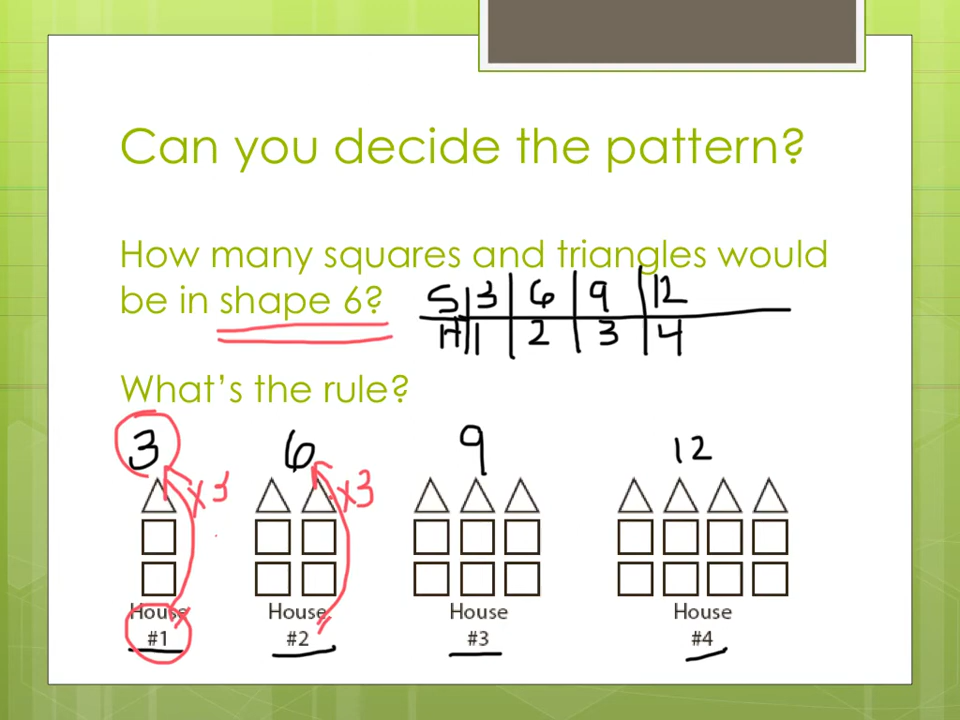 Can you decide the pattern?
How many squares and triangles would
be in shape 6?
S 3 6 9 12
H 1 2 3 4
What's the rule?
3 6 9 12
x3 x3
House House House House
#1 #2 #3 #4